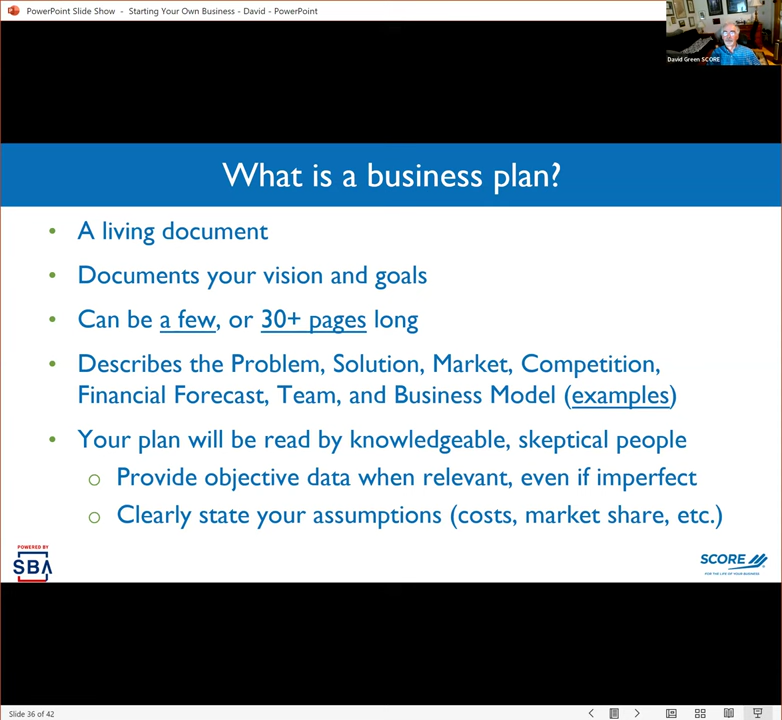 PowerPoint Slide Show - Starting Your Own Business - David - PowerPoint
David Green SCORE
What is a business plan?
• A living document
• Documents your vision and goals
• Can be a few, or 30+ pages long
• Describes the Problem, Solution, Market, Competition,
Financial Forecast, Team, and Business Model (examples)
• Your plan will be read by knowledgeable, skeptical people
o Provide objective data when relevant, even if imperfect
o Clearly state your assumptions (costs, market share, etc.)
POWERED BY
SBA
SCORE
FOR THE LIFE OF YOUR BUSINESS
Slide 36 of 42